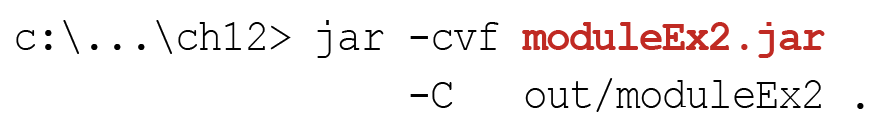 c:\...\ch12> jar -cvf moduleEx2.jar
-C out/moduleEx2 .